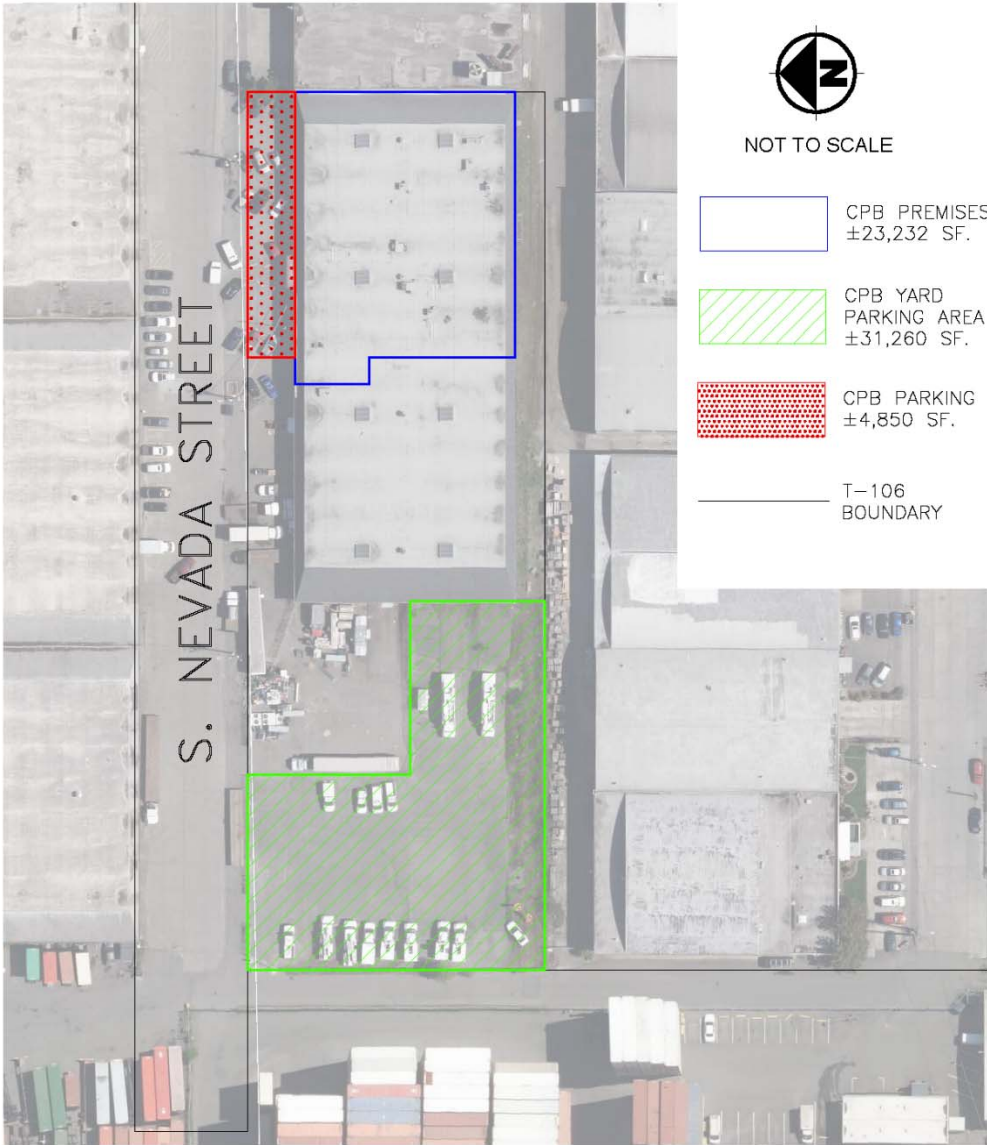 N
NOT TO SCALE
CPB PREMISES
±23,232 SF.
CPB YARD
PARKING AREA
±31,260 SF.
CPB PARKING
±4,850 SF.
T-106
BOUNDARY
S. NEVADA STREET